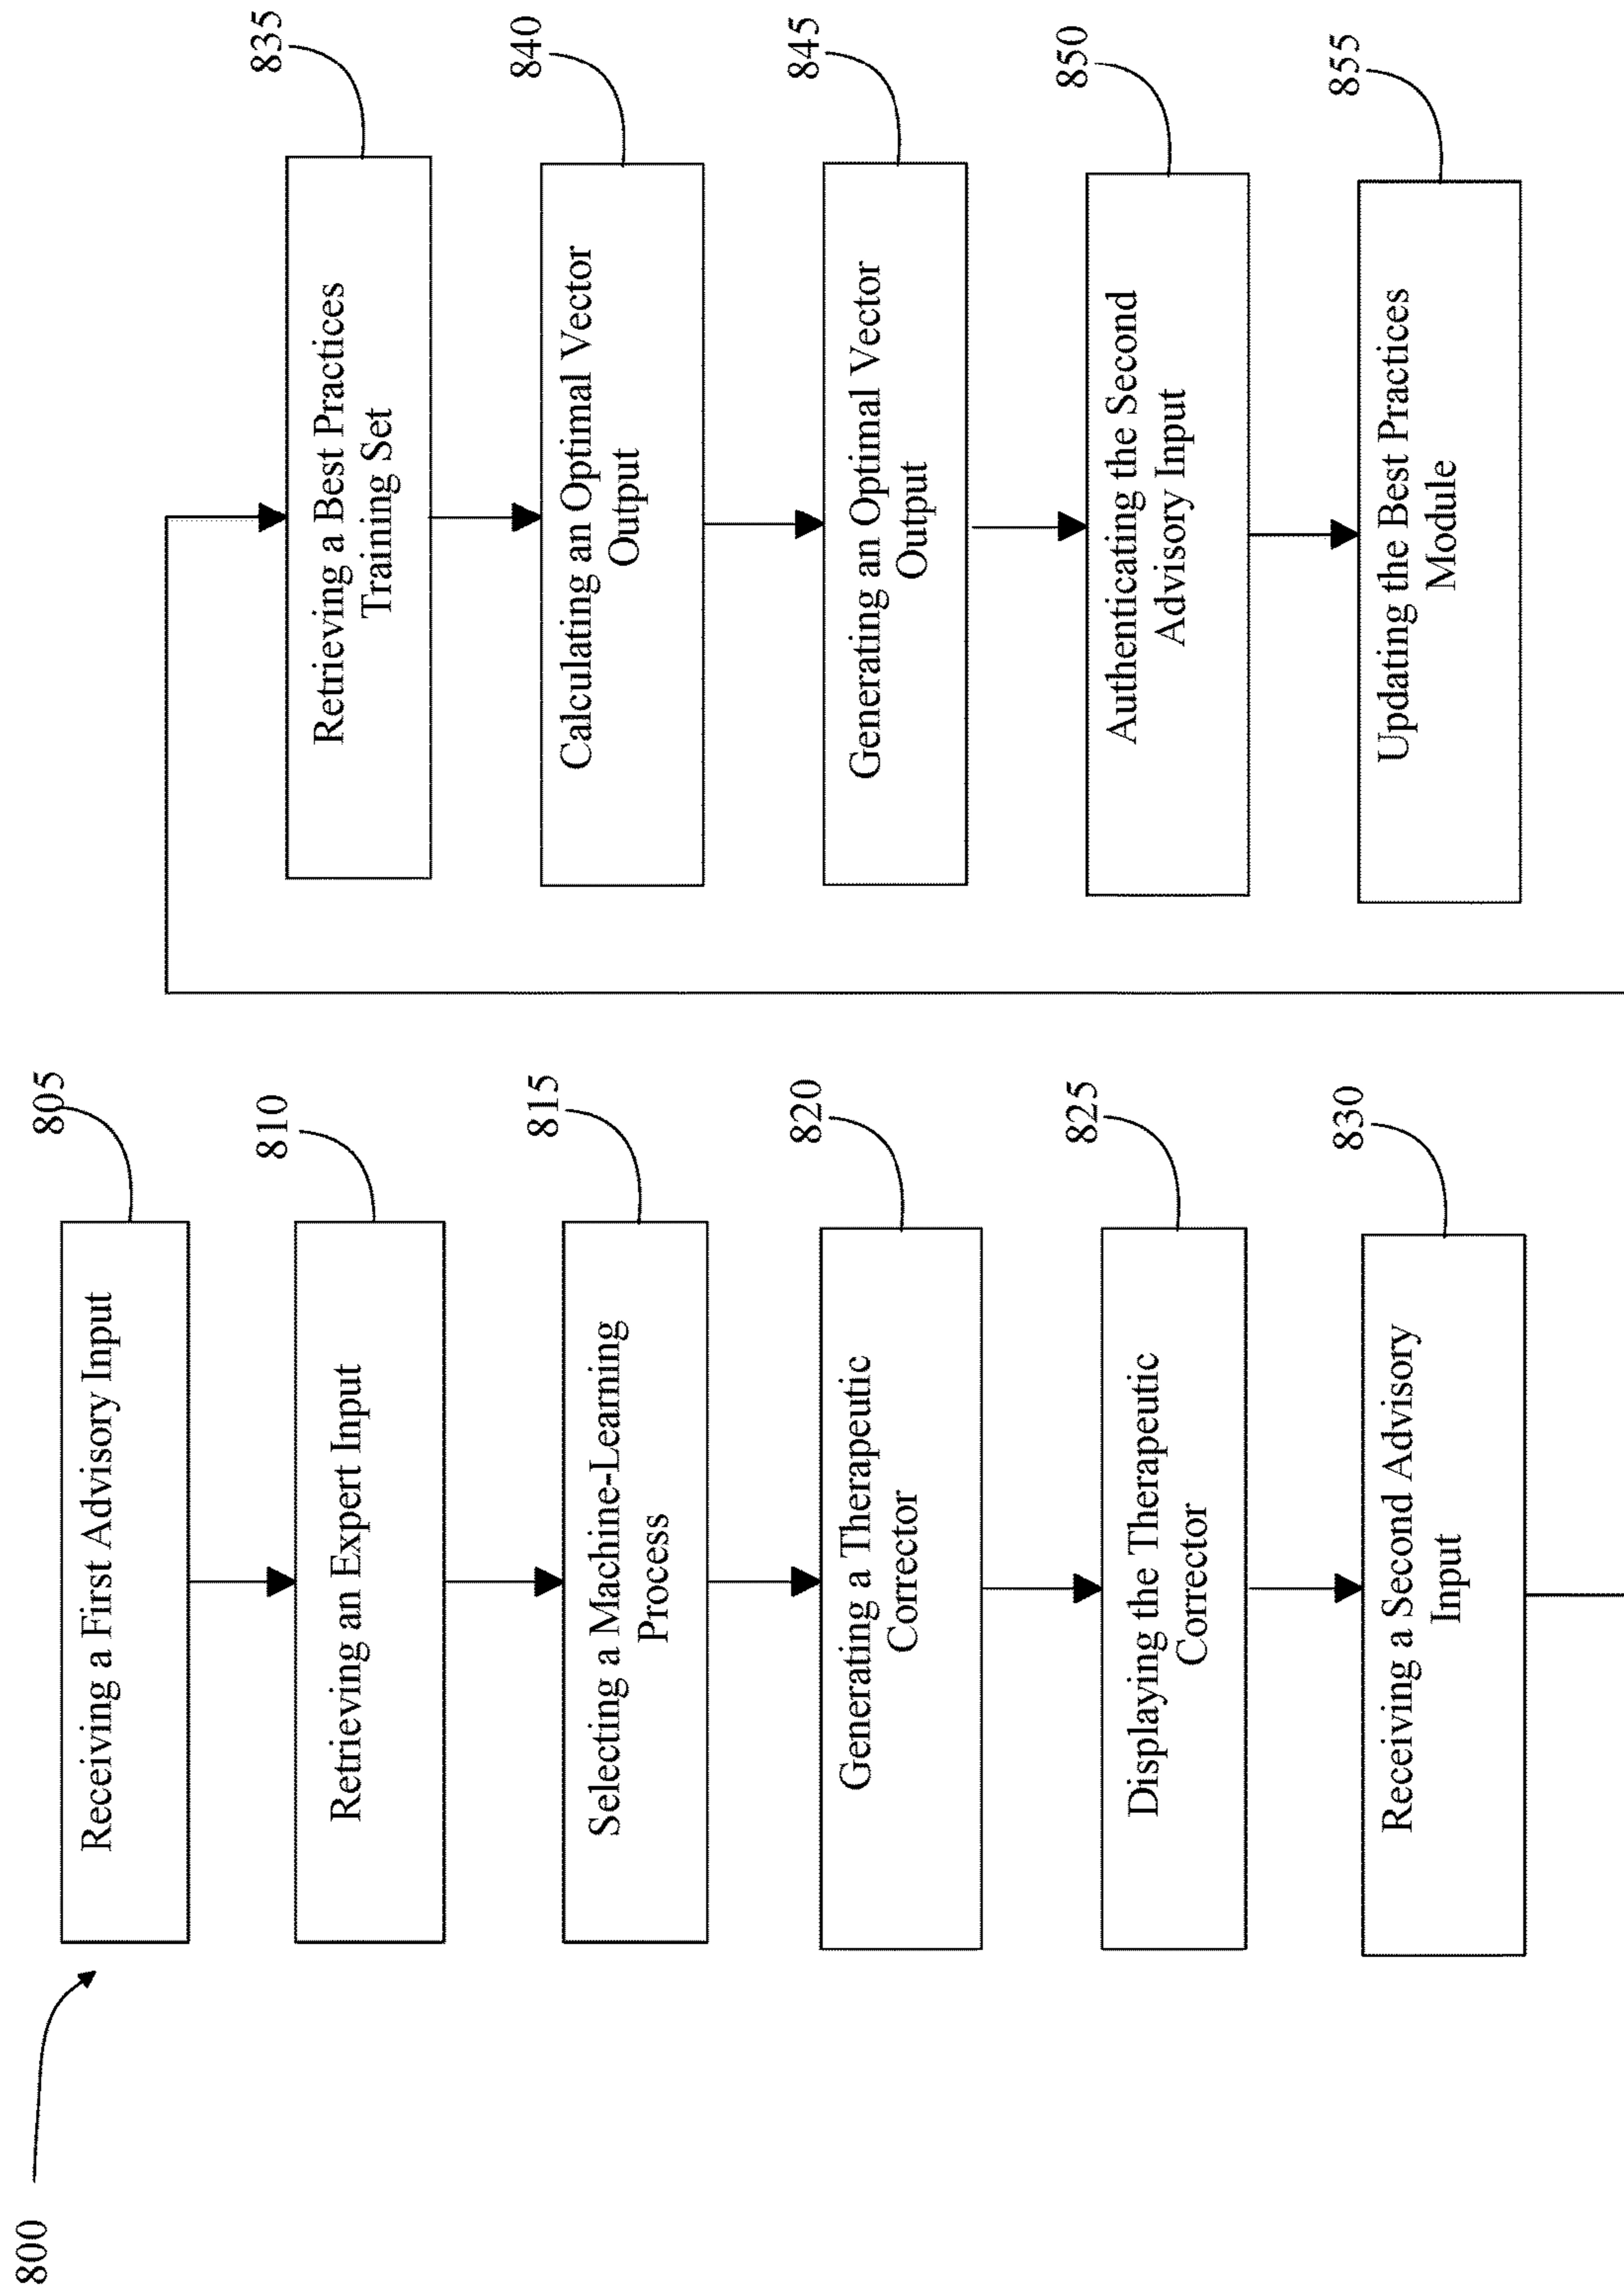 800
805
Receiving a First Advisory Input
810
Retrieving an Expert Input
815
Selecting a Machine-Learning
Process
820
Generating a Therapeutic
Corrector
825
Displaying the Therapeutic
Corrector
830
Receiving a Second Advisory
Input
835
Retrieving a Best Practices
Training Set
840
Calculating an Optimal Vector
Output
845
Generating an Optimal Vector
Output
850
Authenticating the Second
Advisory Input
855
Updating the Best Practices
Module